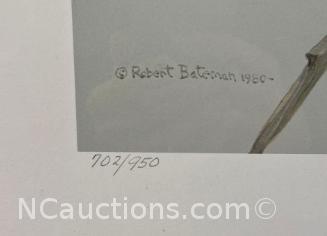 © Robert Bateman 1980-
702/950
NCauctions.com©